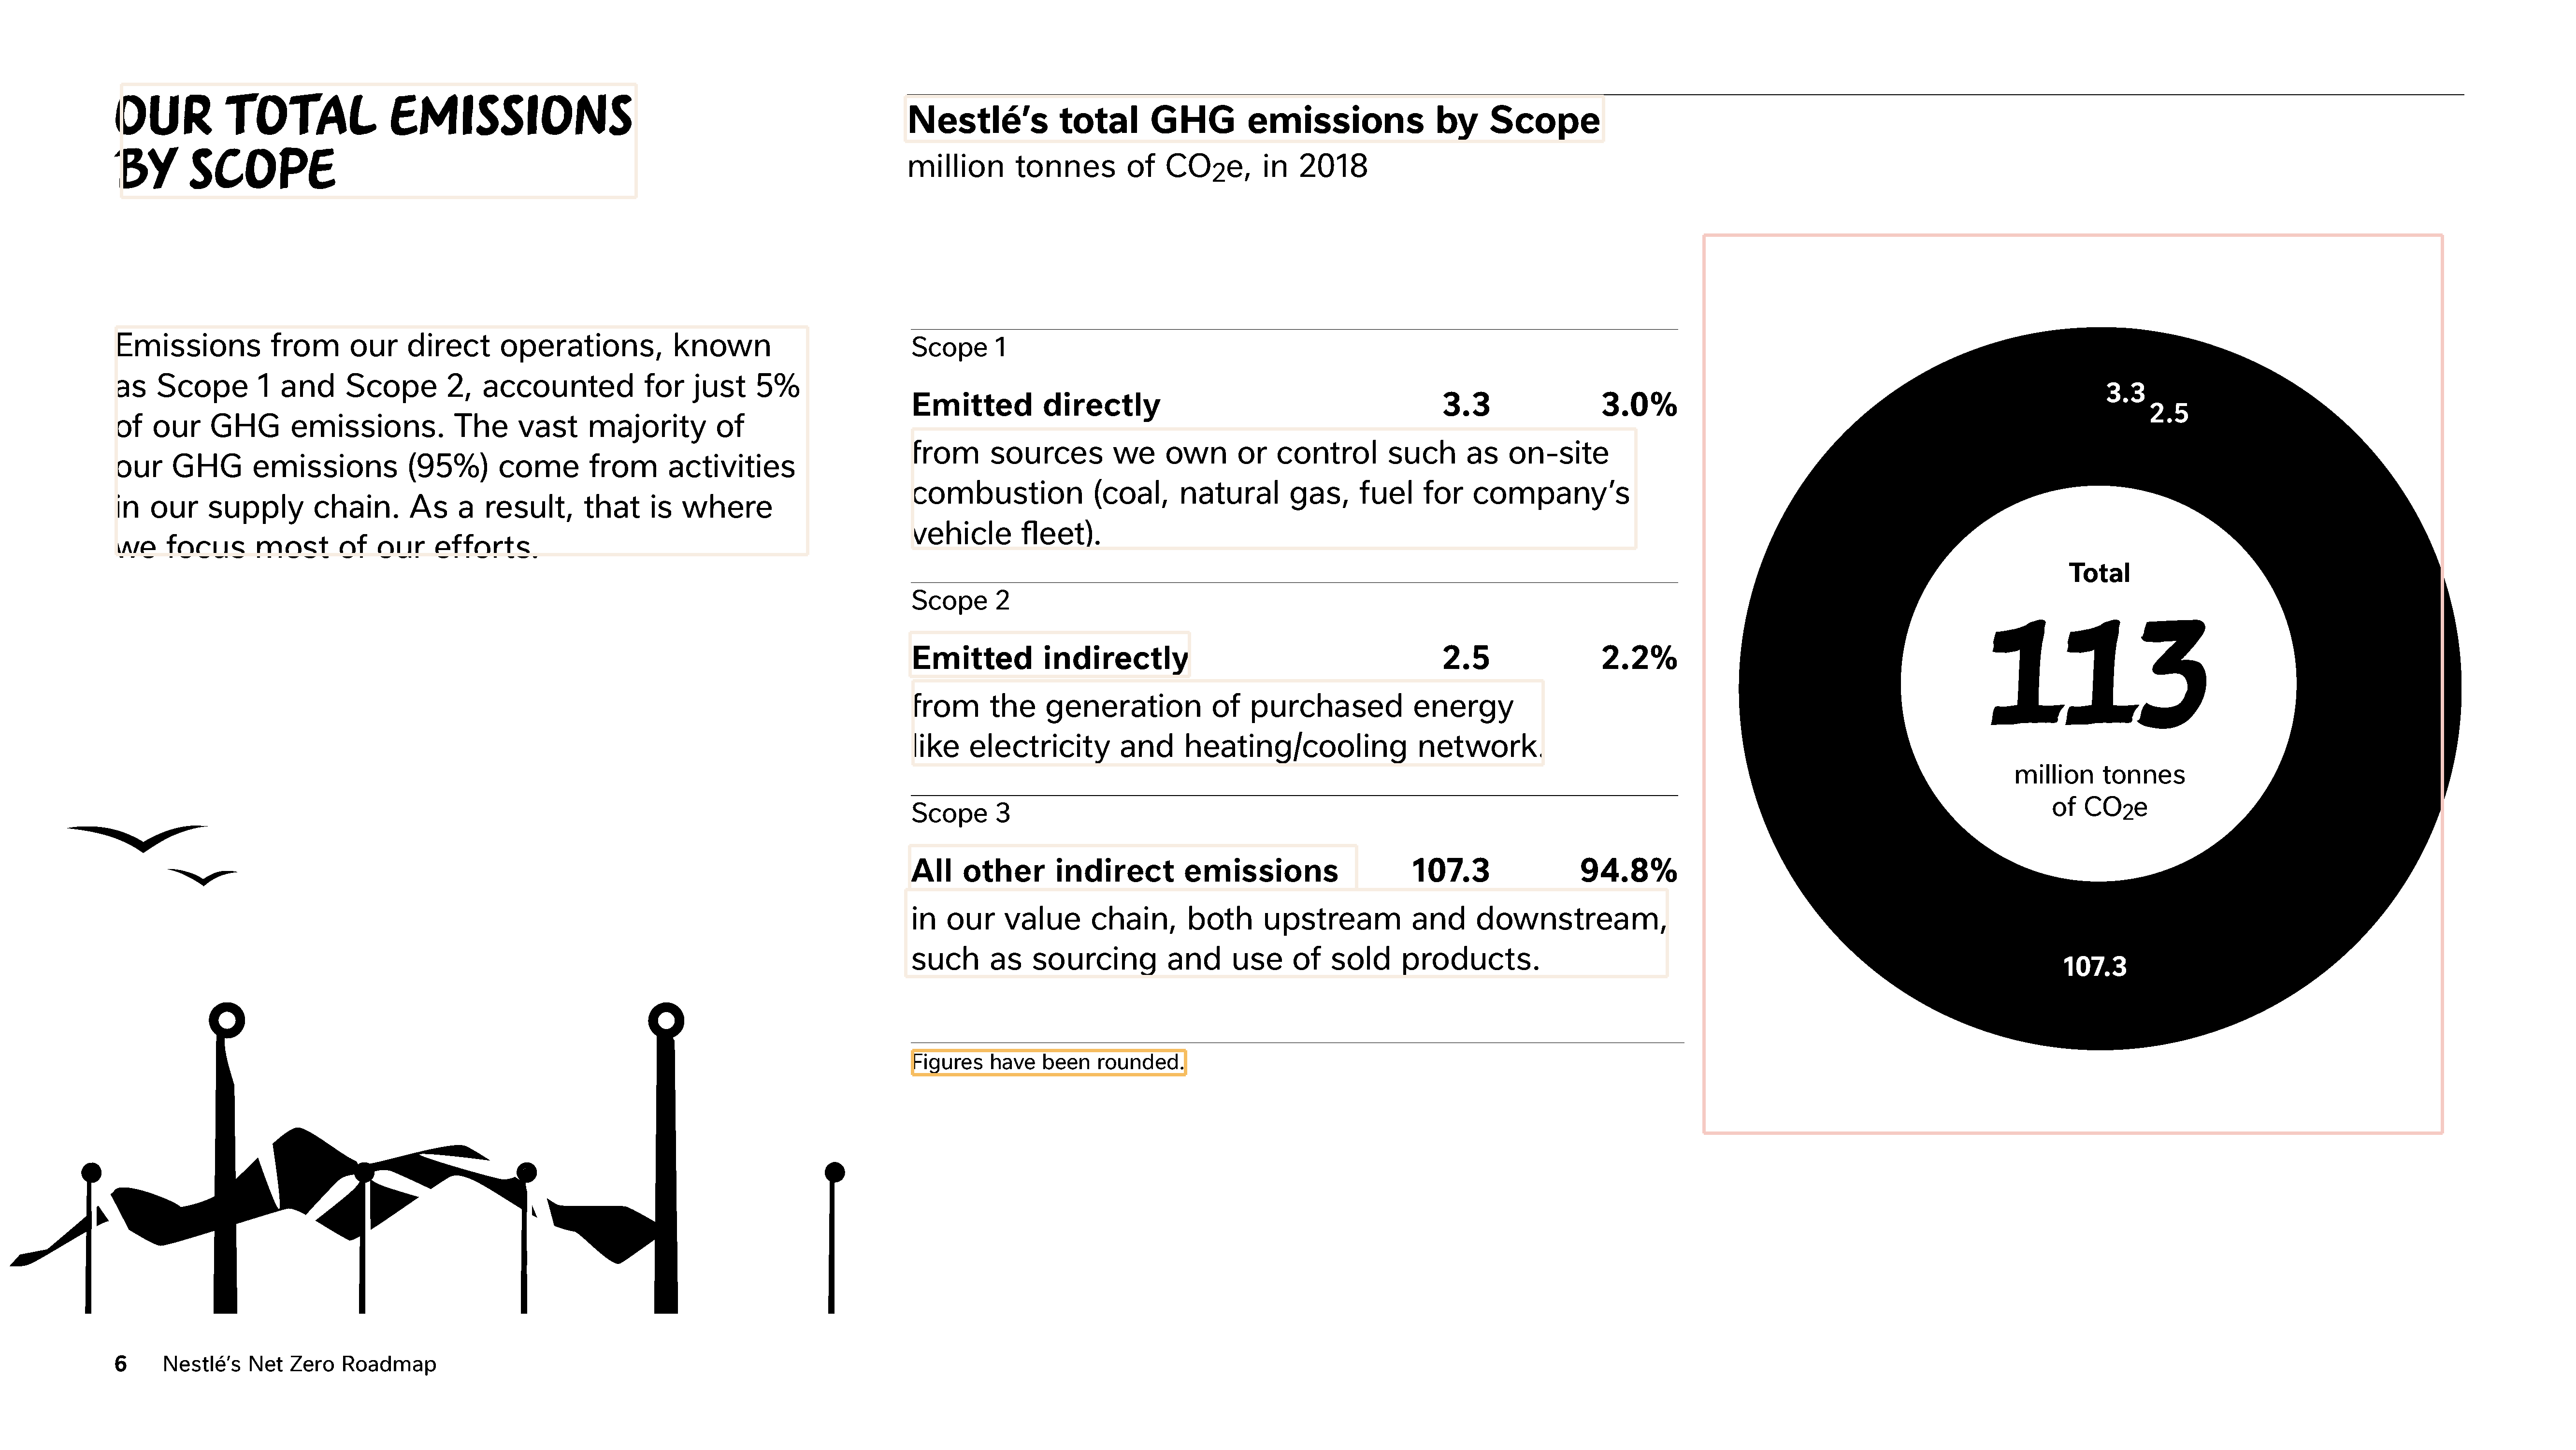 OUR TOTAL EMISSIONS
BY SCOPE
Emissions from our direct operations, known
as Scope 1 and Scope 2, accounted for just 5%
of our GHG emissions. The vast majority of
our GHG emissions (95%) come from activities
in our supply chain. As a result, that is where
we focus most of our efforts.
Nestlé’s total GHG emissions by Scope
million tonnes of CO2e, in 2018
Scope 1
Emitted directly 3.3 3.0%
from sources we own or control such as on-site
combustion (coal, natural gas, fuel for company’s
vehicle fleet).
Scope 2
Emitted indirectly 2.5 2.2%
from the generation of purchased energy
like electricity and heating/cooling network.
Scope 3
All other indirect emissions 107.3 94.8%
in our value chain, both upstream and downstream,
such as sourcing and use of sold products.
Figures have been rounded.
3.3
2.5
Total
113
million tonnes
of CO2e
107.3
6 Nestlé’s Net Zero Roadmap